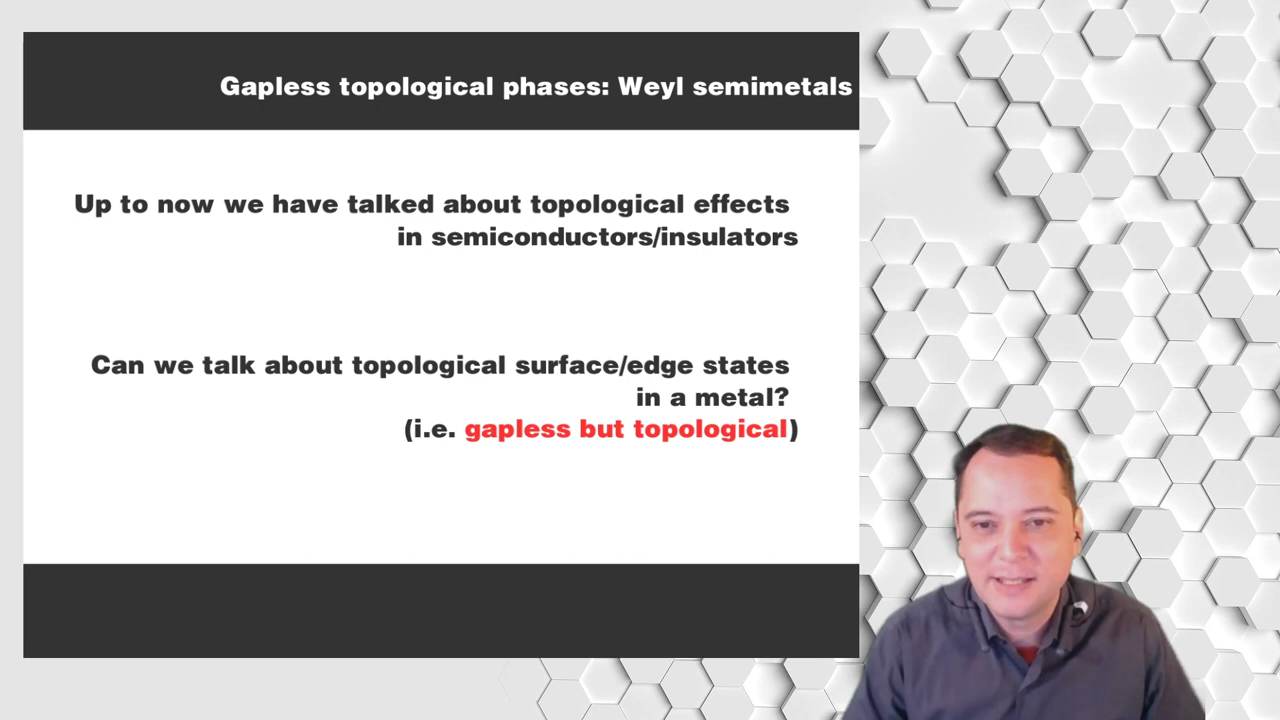 Gapless topological phases: Weyl semimetals
Up to now we have talked about topological effects
in semiconductors/insulators
Can we talk about topological surface/edge states
in a metal?
(i.e. gapless but topological)